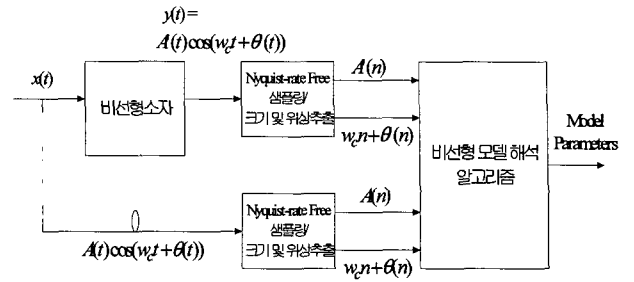 y(t) =
A'(t)cos(w_c t+θ'(t))
x(t)
비선형소자
Nyquist-rate Free
샘플링/
크기 및 위상추출
A'(n)
w_c n+θ'(n)
비선형 모델 해석
알고리즘
Model
Parameters
A(t)cos(w_c t+θ(t))
Nyquist-rate Free
샘플링/
크기 및 위상추출
A(n)
w_c n+θ(n)